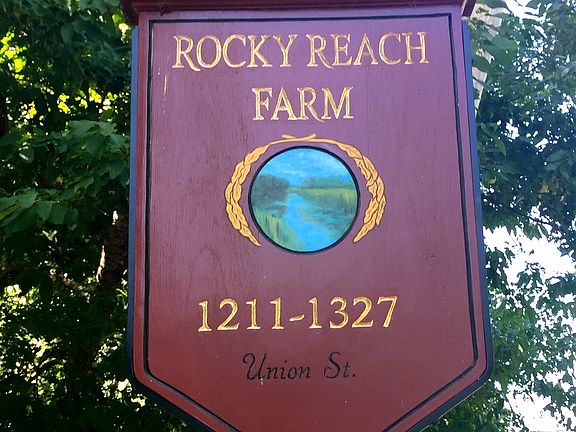 ROCKY REACH
FARM
1211-1327
Union St.